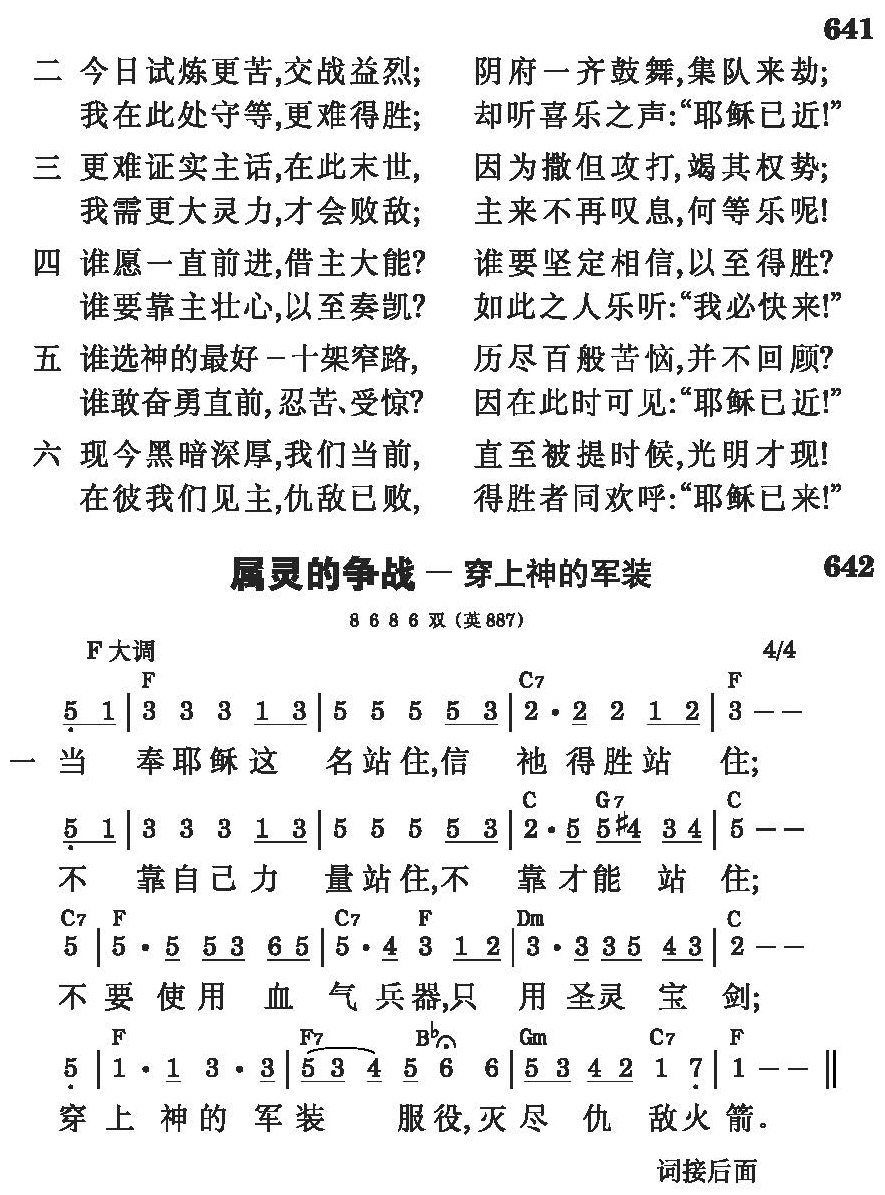 641
二 今日试炼更苦,交战益烈; 阴府一齐鼓舞,集队来劫;
我在此处守等,更难得胜; 却听喜乐之声:“耶稣已近!”
三 更难证实主话,在此末世, 因为撒但攻打,竭其权势;
我需更大灵力,才会败敌; 主来不再叹息,何等乐呢!
四 谁愿一直前进,借主大能? 谁要坚定相信,以至得胜?
谁要靠主壮心,以至奏凯? 如此之人乐听:“我必快来!”
五 谁选神的最好－十架窄路, 历尽百般苦恼,并不回顾?
谁敢奋勇直前,忍苦、受惊? 因在此时可见:“耶稣已近!”
六 现今黑暗深厚,我们当前, 直至被提时候,光明才现!
在彼我们见主,仇敌已败, 得胜者同欢呼:“耶稣已来!”
属灵的争战－穿上神的军装 642
8 6 8 6 双（英887）
F大调 4/4
F C7 F
5 1 | 3 3 3 1 3 | 5 5 5 5 3 | 2 · 2 2 1 2 | 3 － －
一 当 奉耶稣这 名站住,信 祂得胜站 住;
C G7 C
5 1 | 3 3 3 1 3 | 5 5 5 5 3 | 2 · 5 5 #4 3 4 | 5 － －
不 靠自己力 量站住,不 靠才能 站 住;
C7 F C7 F Dm C
5 | 5 · 5 5 3 6 5 | 5 · 4 3 1 2 | 3 · 3 3 5 4 3 | 2 － －
不 要 使用 血 气 兵器,只 用 圣灵 宝 剑;
F F7 Bb Gm C7 F
5 | 1 · 1 3 · 3 | 5 3 4 5 6 6 | 5 3 4 2 1 7 | 1 － － ‖
穿 上 神的 军装 服役,灭尽 仇 敌火 箭。
词接后面